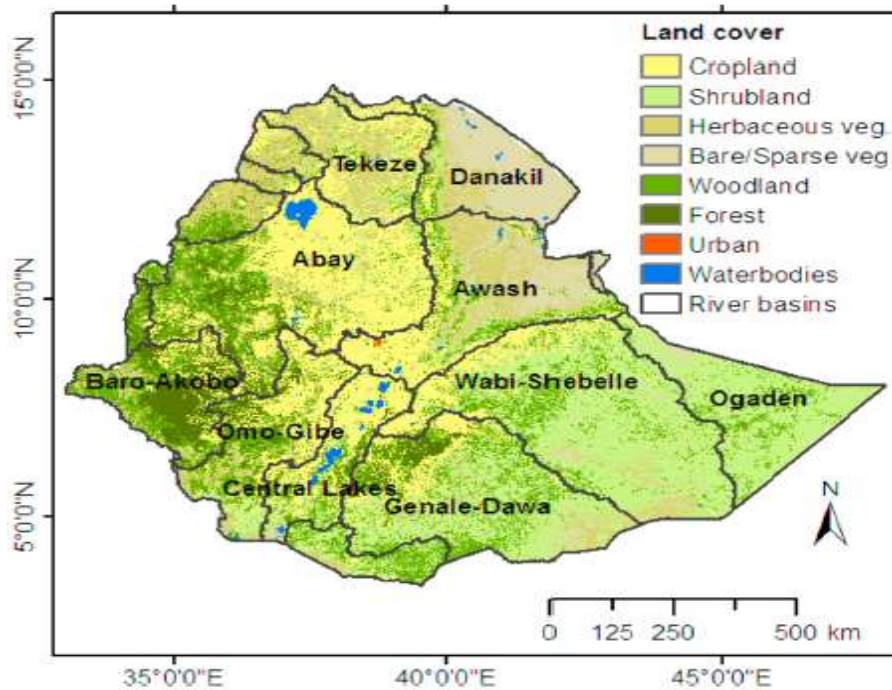 Land cover
Cropland
Shrubland
Herbaceous veg.
Bare/Sparse veg.
Woodland
Forest
Urban
Waterbodies
River basins
Tekeze
Danakil
Abay
Awash
Baro-Akobo
Wabi-Shebelle
Ogaden
Omo-Gibe
Central Lakes
Genale-Dawa
N
0 125 250 500 km
15°0'0"N
10°0'0"N
5°0'0"N
35°0'0"E 40°0'0"E 45°0'0"E